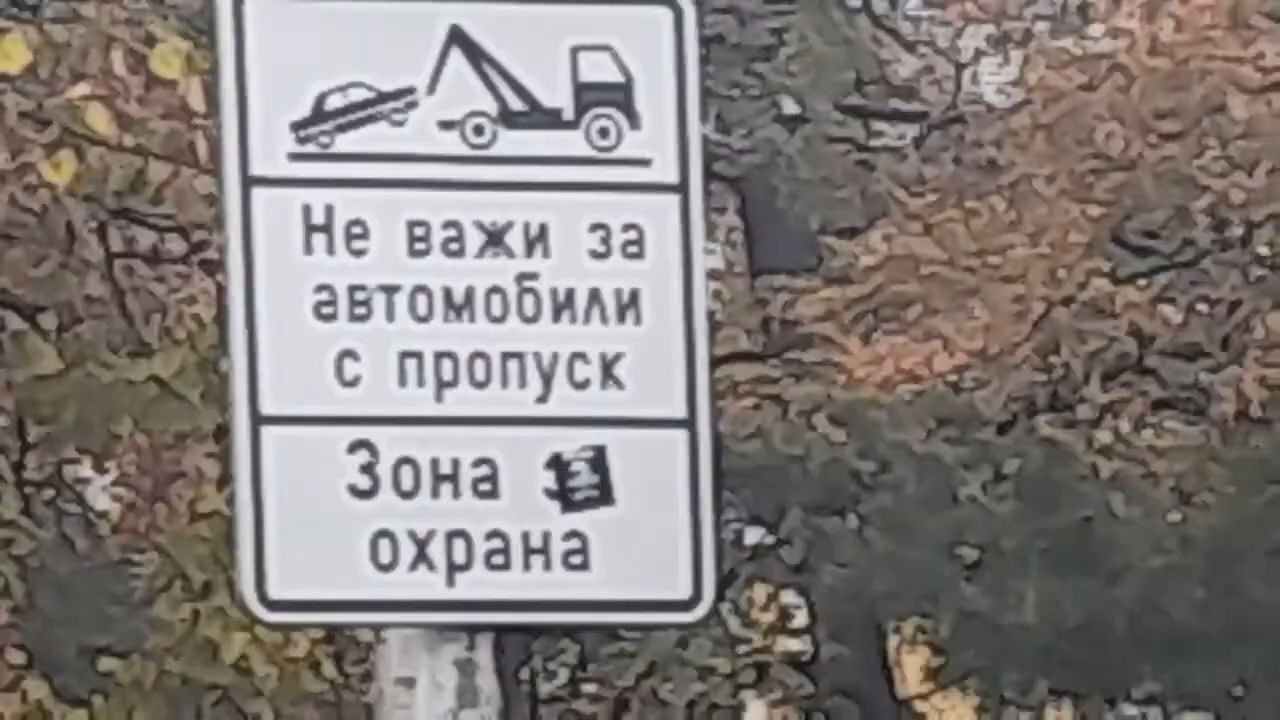 Не важи за
автомобили
с пропуск
Зона
охрана